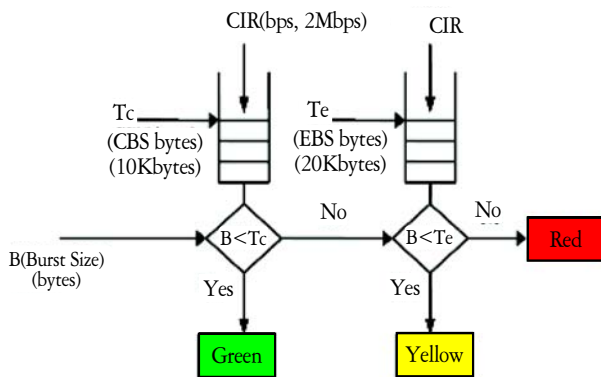 CIR(bps, 2Mbps)
CIR
Tc
(CBS bytes)
(10Kbytes)
Te
(EBS bytes)
(20Kbytes)
B(Burst Size)
(bytes)
B<Tc
No
B<Te
No
Red
Yes
Yes
Green
Yellow